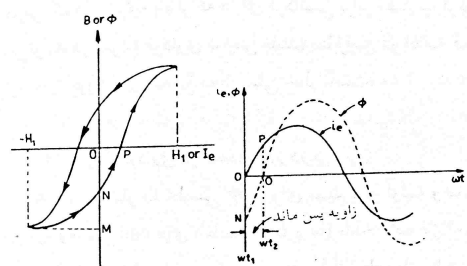 B or Φ
-H₁
O
P
H₁ or Iₑ
N
M
iₑ,Φ
Φ
iₑ
P
O
O
ωt
N
زاویه پس ماند
ωt₁
ωt₂